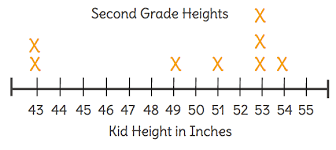 Second Grade Heights
43 44 45 46 47 48 49 50 51 52 53 54 55
Kid Height in Inches